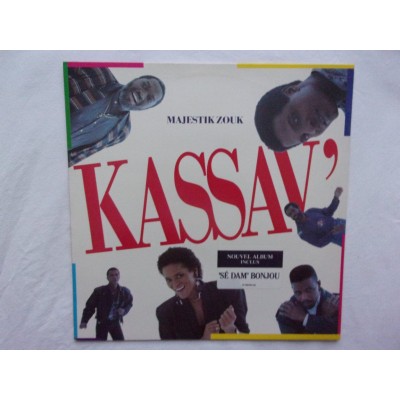 MAJESTIK ZOUK
KASSAV'
NOUVEL ALBUM
INCLUS
'SÉ DAM' BONJOU